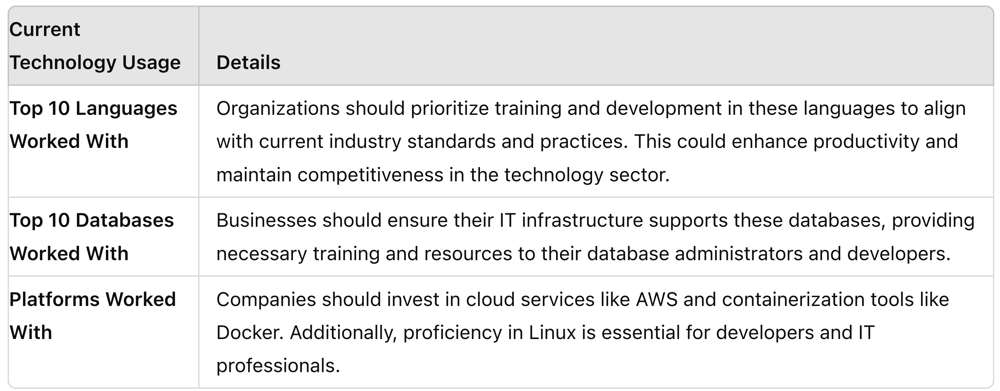 Current
Technology Usage
Details
Top 10 Languages
Worked With
Organizations should prioritize training and development in these languages to align
with current industry standards and practices. This could enhance productivity and
maintain competitiveness in the technology sector.
Top 10 Databases
Worked With
Businesses should ensure their IT infrastructure supports these databases, providing
necessary training and resources to their database administrators and developers.
Platforms Worked
With
Companies should invest in cloud services like AWS and containerization tools like
Docker. Additionally, proficiency in Linux is essential for developers and IT
professionals.